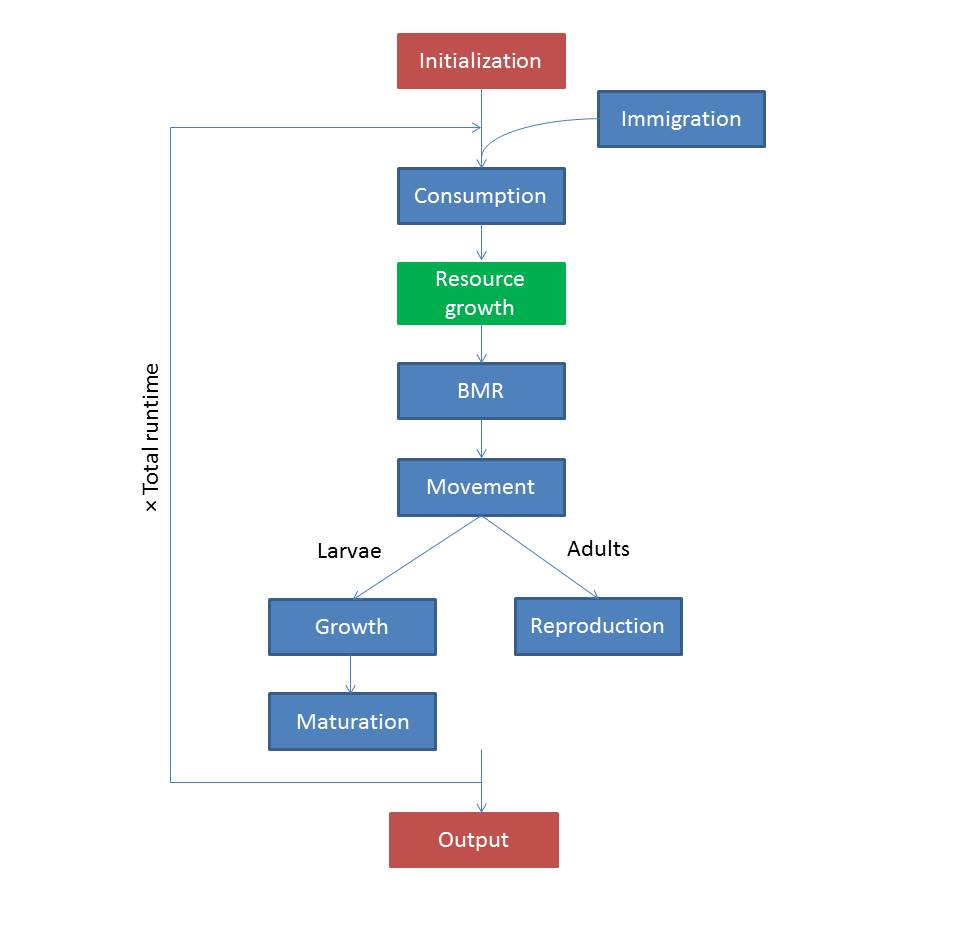 Initialization
Immigration
Consumption
Resource
growth
BMR
× Total runtime
Movement
Larvae
Adults
Growth
Reproduction
Maturation
Output